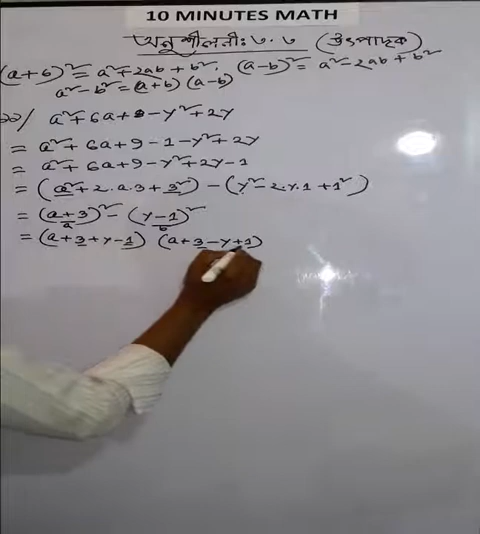 10 MINUTES MATH
অনুশীলনীঃ ৩.৩ (উৎপাদক)
(a+b)² = a²+2ab+b², (a-b)² = a²-2ab+b²
a²-b² = (a+b)(a-b)
a²+6a+8-y²+2y
= a²+6a+9-1-y²+2y
= a²+6a+9-y²+2y-1
= (a²+2.a.3+3²)-(y²-2.y.1+1²)
= (a+3)²-(y-1)²
a b
= (a+3+y-1) (a+3-y+1)